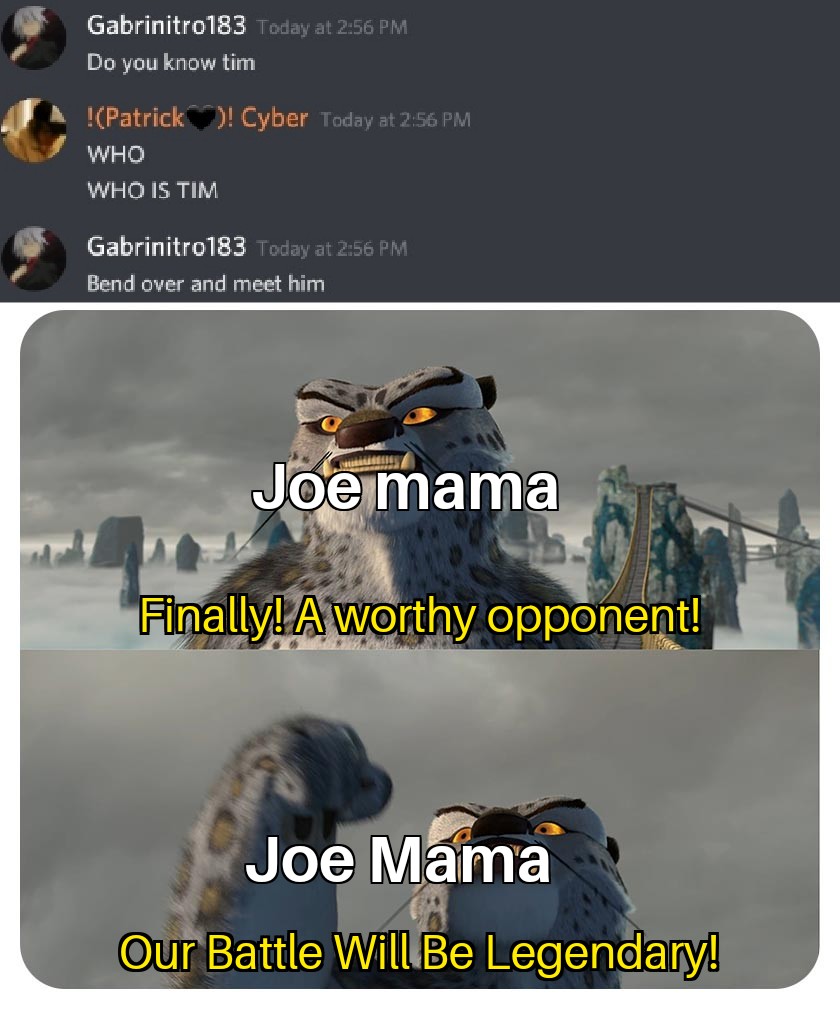 Gabrinitro183 Today at 2:56 PM
Do you know tim
!(Patrick🖤)! Cyber Today at 2:56 PM
WHO
WHO IS TIM
Gabrinitro183 Today at 2:56 PM
Bend over and meet him
Joe mama
Finally! A worthy opponent!
Joe Mama
Our Battle Will Be Legendary!